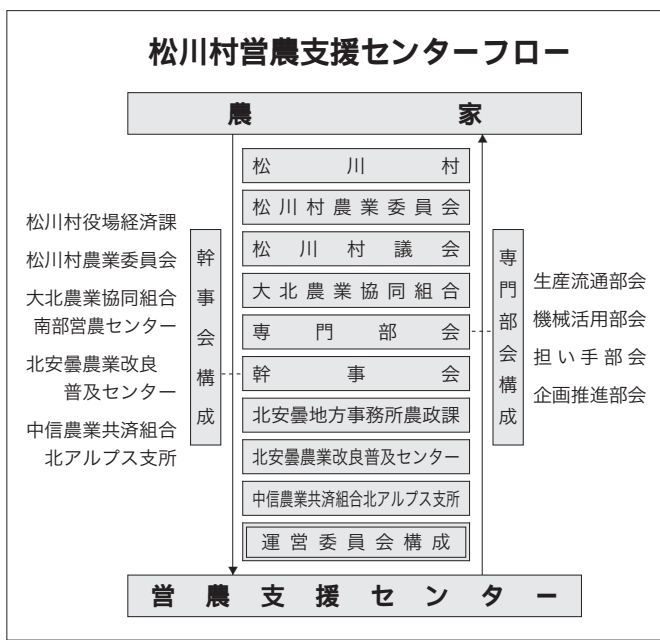 松川村営農支援センターフロー
農家
松川村
松川村農業委員会
松川村議会
大北農業協同組合
専門部会
幹事会
北安曇地方事務所農政課
北安曇農業改良普及センター
中信農業共済組合北アルプス支所
運営委員会構成
松川村役場経済課
松川村農業委員会
大北農業協同組合
南部営農センター
北安曇農業改良
普及センター
中信農業共済組合
北アルプス支所
幹事会構成
専門部会構成
生産流通部会
機械活用部会
担い手部会
企画推進部会
営農支援センター